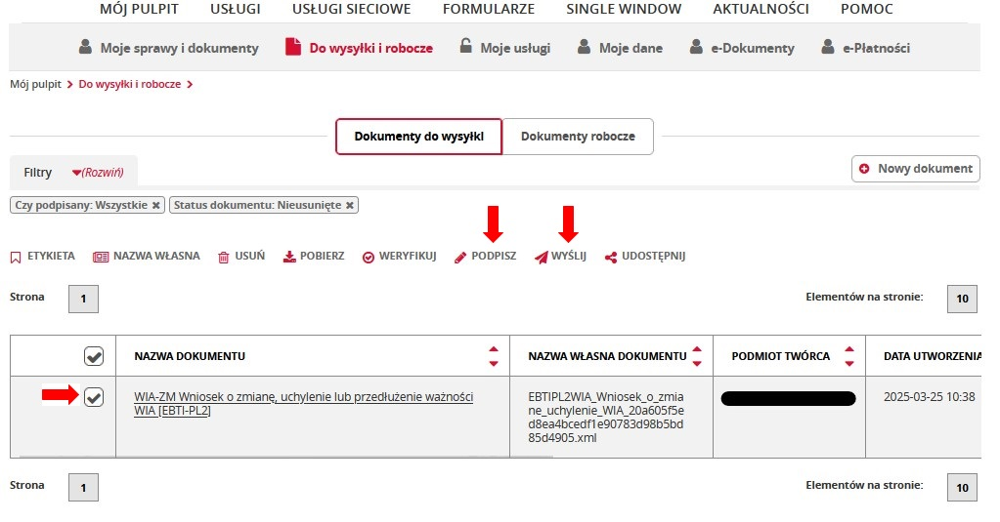 MÓJ PULPIT USŁUGI USŁUGI SIECIOWE FORMULARZE SINGLE WINDOW AKTUALNOŚCI POMOC
Moje sprawy i dokumenty Do wysyłki i robocze Moje usługi Moje dane e-Dokumenty e-Płatności
Mój pulpit Do wysyłki i robocze
Dokumenty do wysyłki Dokumenty robocze
Filtry (Rozwiń) Nowy dokument
Czy podpisany: Wszystkie Status dokumentu: Nieusunięte
ETYKIETA NAZWA WŁASNA USUŃ POBIERZ WERYFIKUJ PODPISZ WYŚLIJ UDOSTĘPNIJ
Strona 1 Elementów na stronie: 10
NAZWA DOKUMENTU NAZWA WŁASNA DOKUMENTU PODMIOT TWÓRCA DATA UTWORZENIA
WIA-ZM Wniosek o zmianę, uchylenie lub przedłużenie ważności
WIA [EBTI-PL2]
EBTIPL2WIA_Wniosek_o_zmia
ne_uchylenie_WIA_20a605f5e
d8ea4bcedf1e90783d98b5bd
85d4905.xml
2025-03-25 10:38
Strona 1 Elementów na stronie: 10